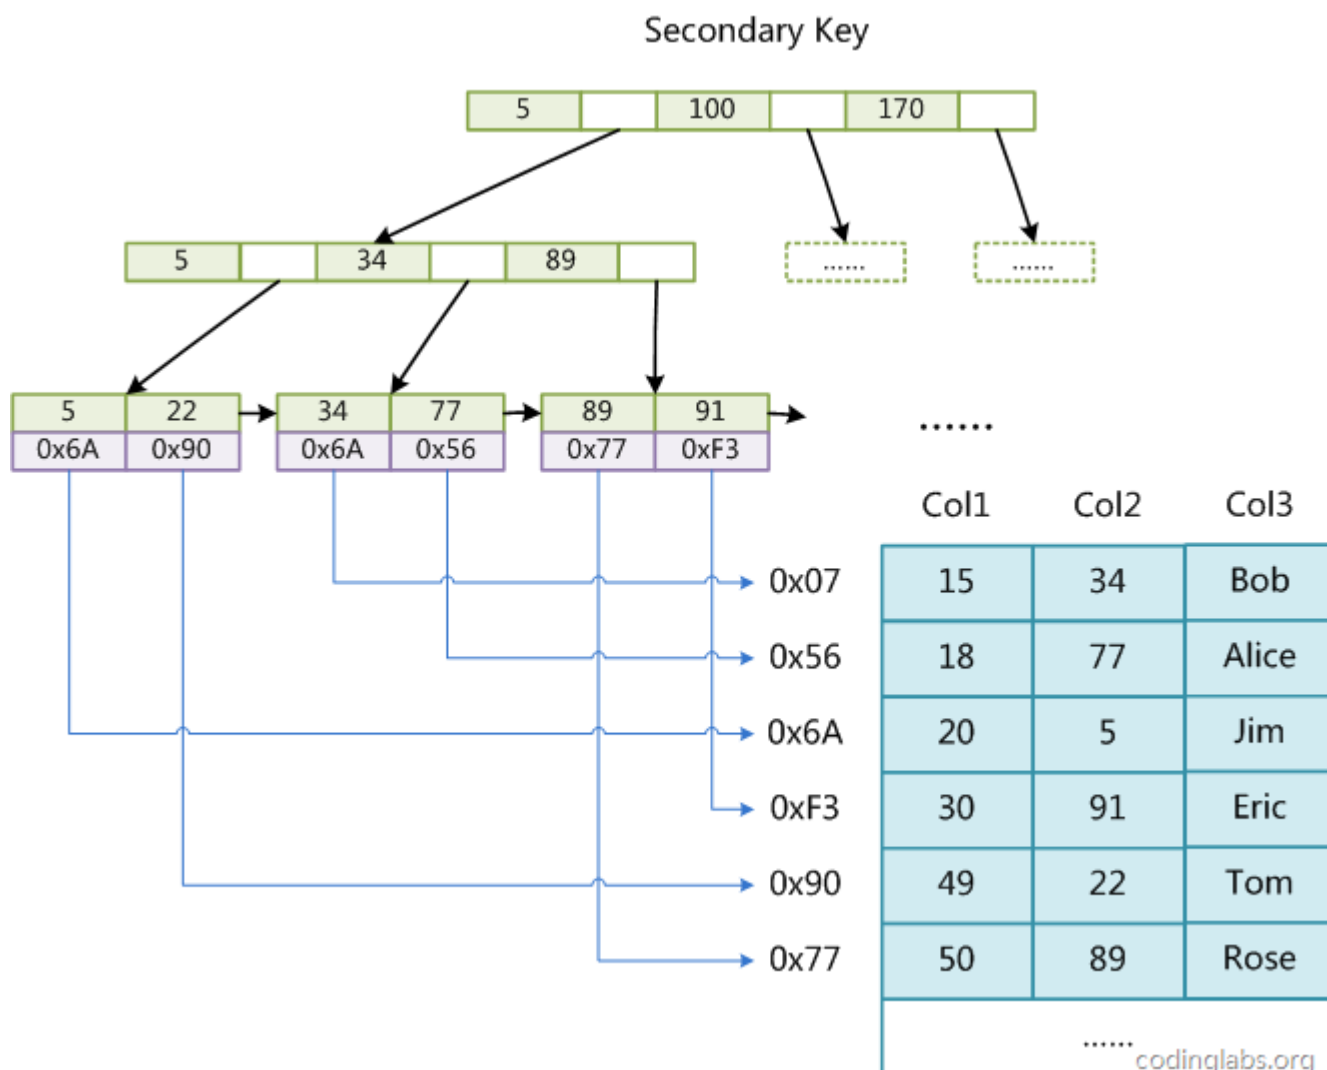 Secondary Key
5 100 170
5 34 89 ...... ......
5 22 34 77 89 91
0x6A 0x90 0x6A 0x56 0x77 0xF3
......
Col1 Col2 Col3
0x07 15 34 Bob
0x56 18 77 Alice
0x6A 20 5 Jim
0xF3 30 91 Eric
0x90 49 22 Tom
0x77 50 89 Rose
......
codinglabs.org